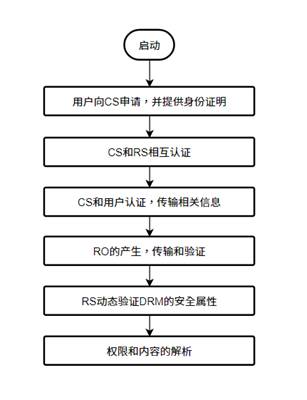 启动
用户向CS申请，并提供身份证明
CS和RS相互认证
CS和用户认证，传输相关信息
RO的产生，传输和验证
RS动态验证DRM的安全属性
权限和内容的解析